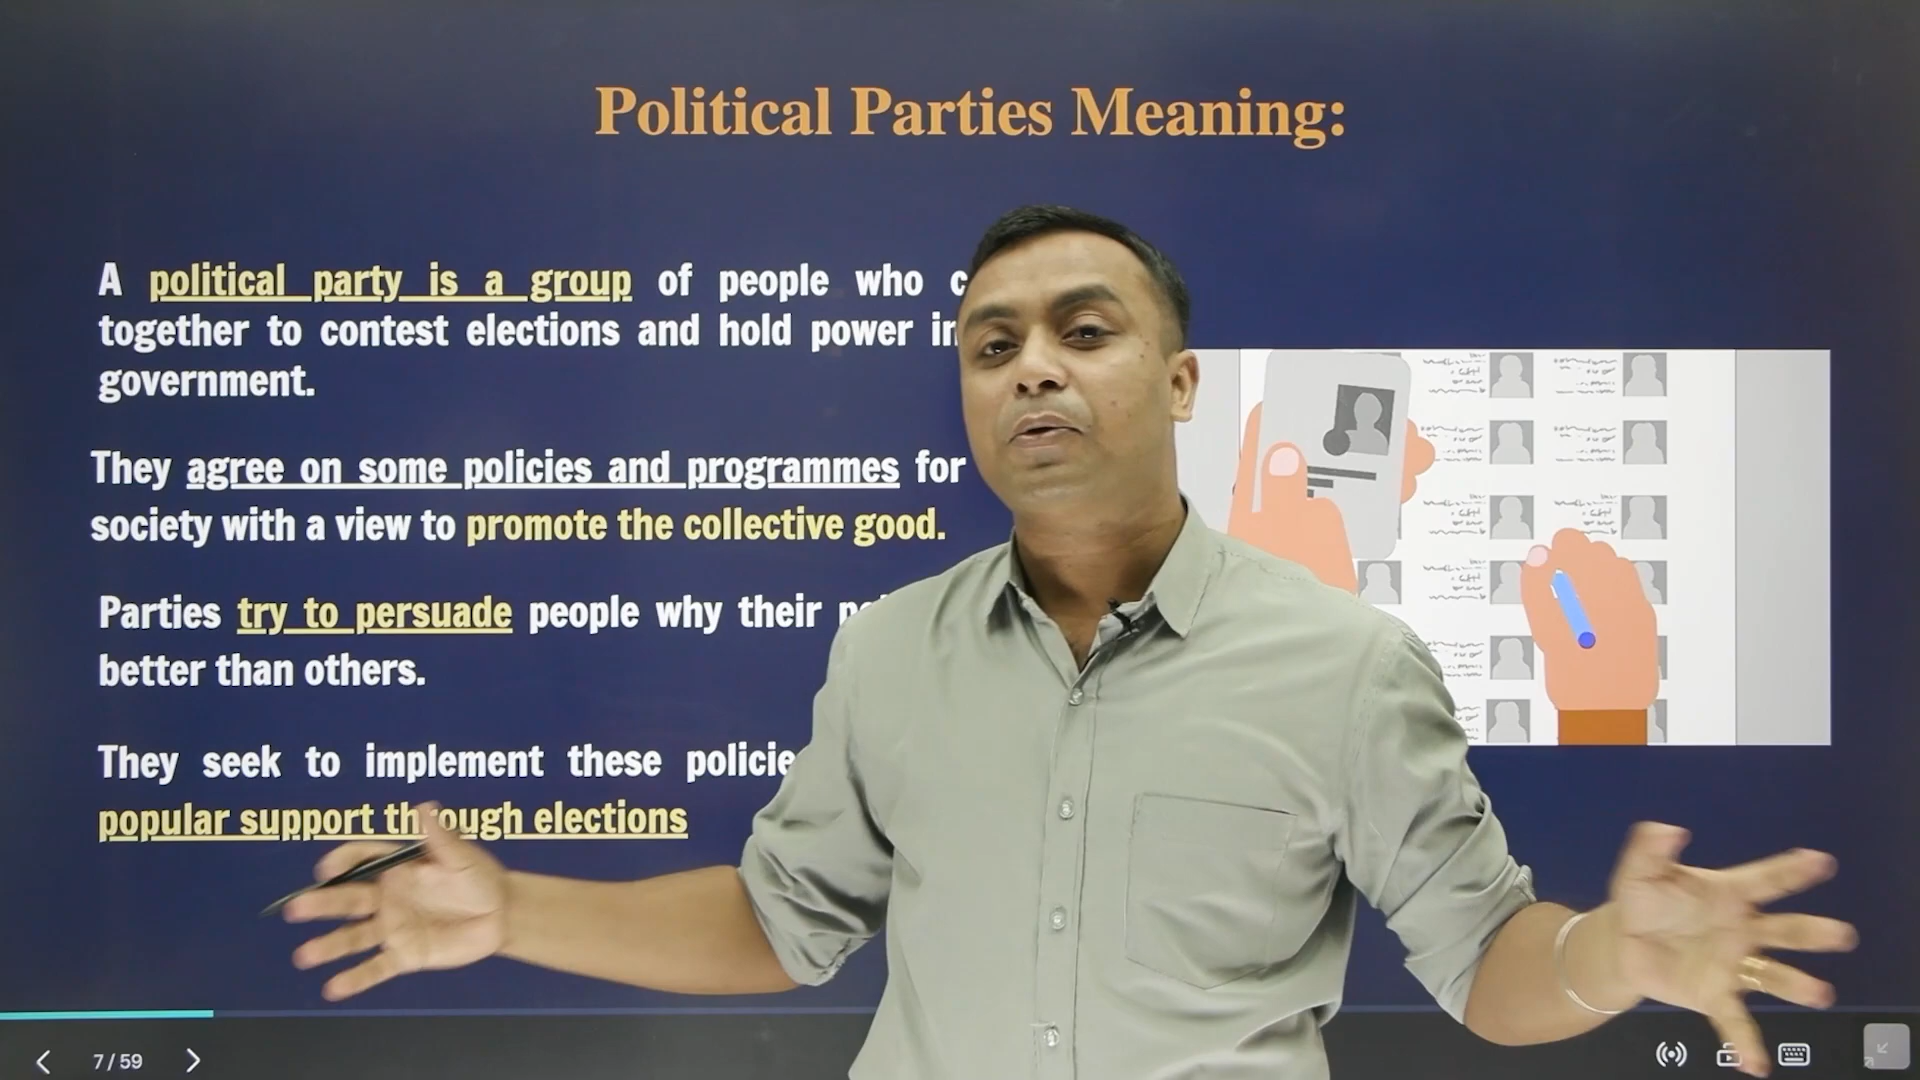 Political Parties Meaning:
A political party is a group of people who
together to contest elections and hold power in
government.
They agree on some policies and programmes for
society with a view to promote the collective good.
Parties try to persuade people why their
better than others.
They seek to implement these
popular support through elections
7/59